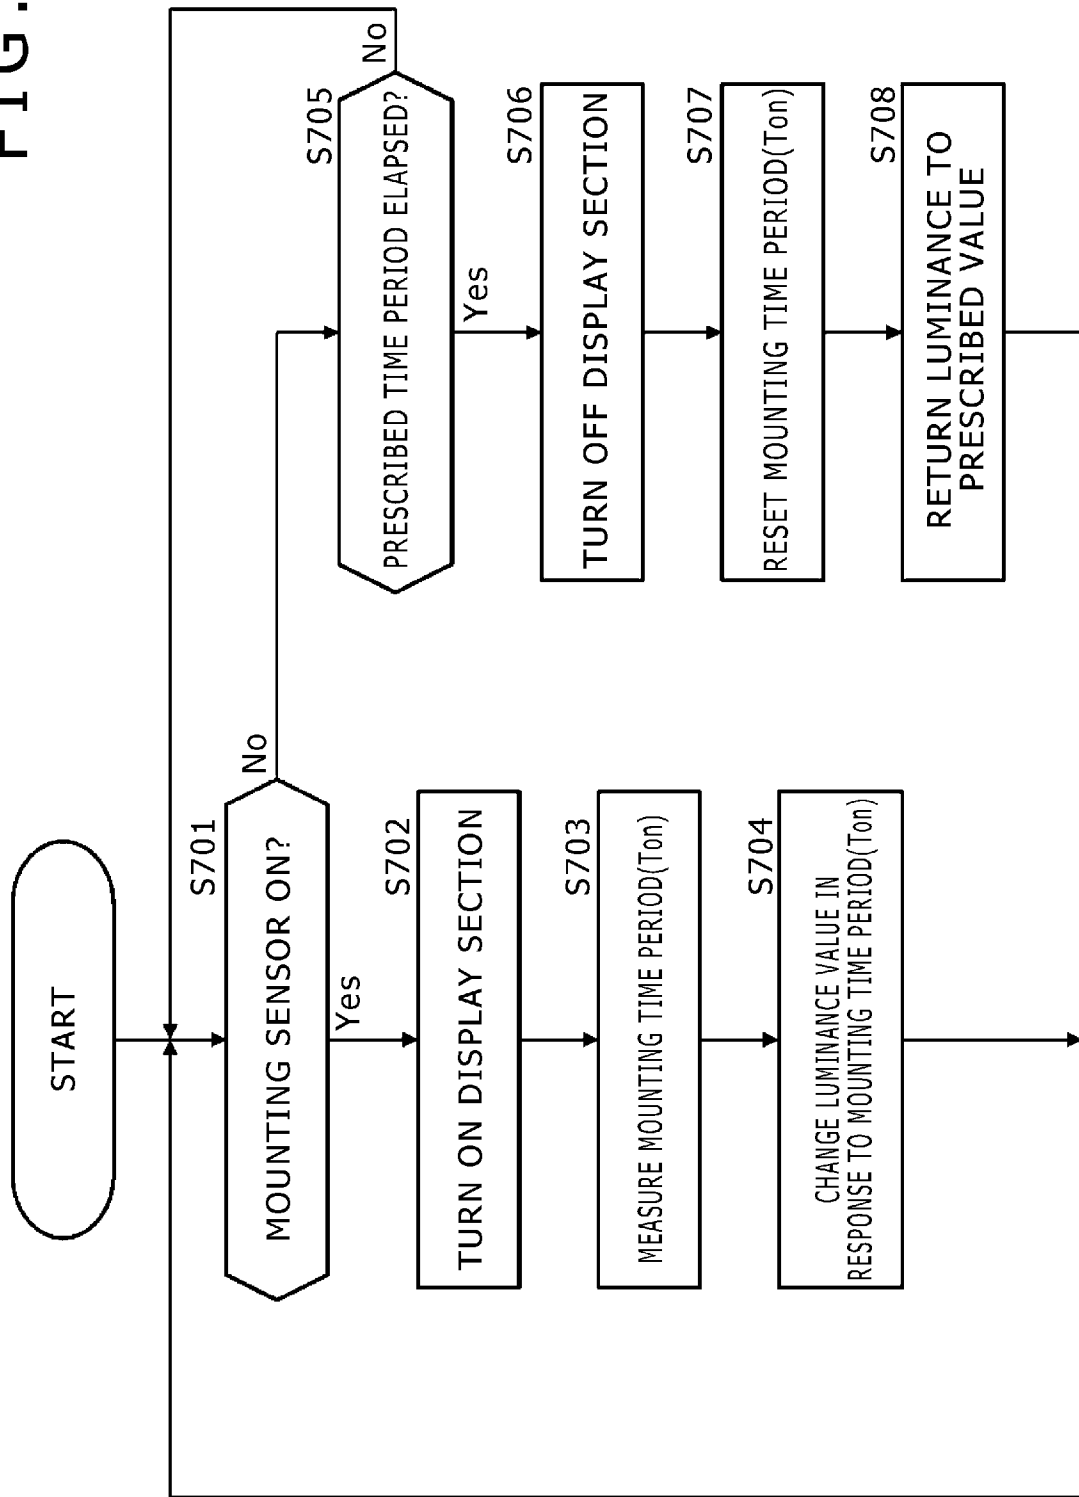 FIG.
START
S701
MOUNTING SENSOR ON?
No
Yes
S702
TURN ON DISPLAY SECTION
S703
MEASURE MOUNTING TIME PERIOD(Ton)
S704
CHANGE LUMINANCE VALUE IN
RESPONSE TO MOUNTING TIME PERIOD(Ton)
S705
PRESCRIBED TIME PERIOD ELAPSED?
No
Yes
S706
TURN OFF DISPLAY SECTION
S707
RESET MOUNTING TIME PERIOD(Ton)
S708
RETURN LUMINANCE TO
PRESCRIBED VALUE